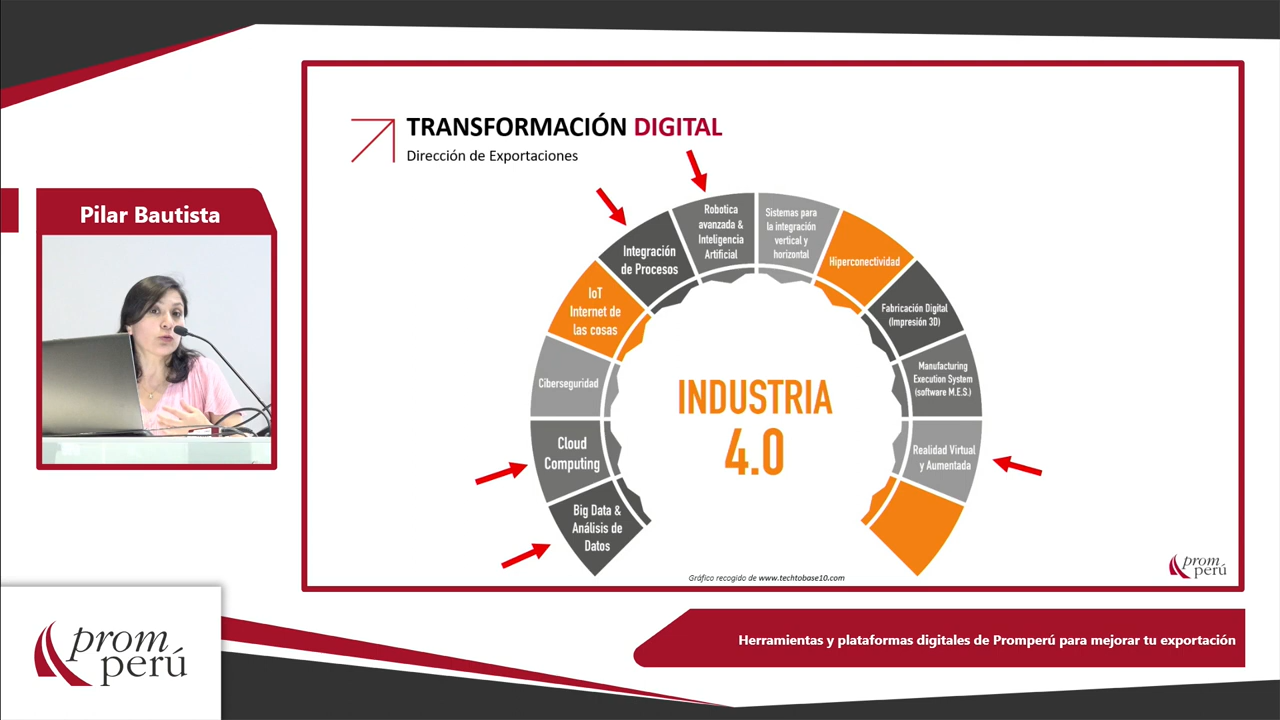 TRANSFORMACIÓN DIGITAL
Dirección de Exportaciones
Pilar Bautista
Big Data &
Análisis de
Datos
Cloud
Computing
Ciberseguridad
IoT
Internet de
las cosas
Integración
de Procesos
Robotica
avanzada &
Inteligencia
Artificial
Sistemas para
la integración
vertical y
horizontal
Hiperconectividad
Fabricación Digital
(Impresión 3D)
Manufacturing
Execution System
(software M.E.S.)
Realidad Virtual
y Aumentada
INDUSTRIA
4.0
Gráfico recogido de www.techtobase10.com
prom
perú
Herramientas y plataformas digitales de Promperú para mejorar tu exportación
prom
perú